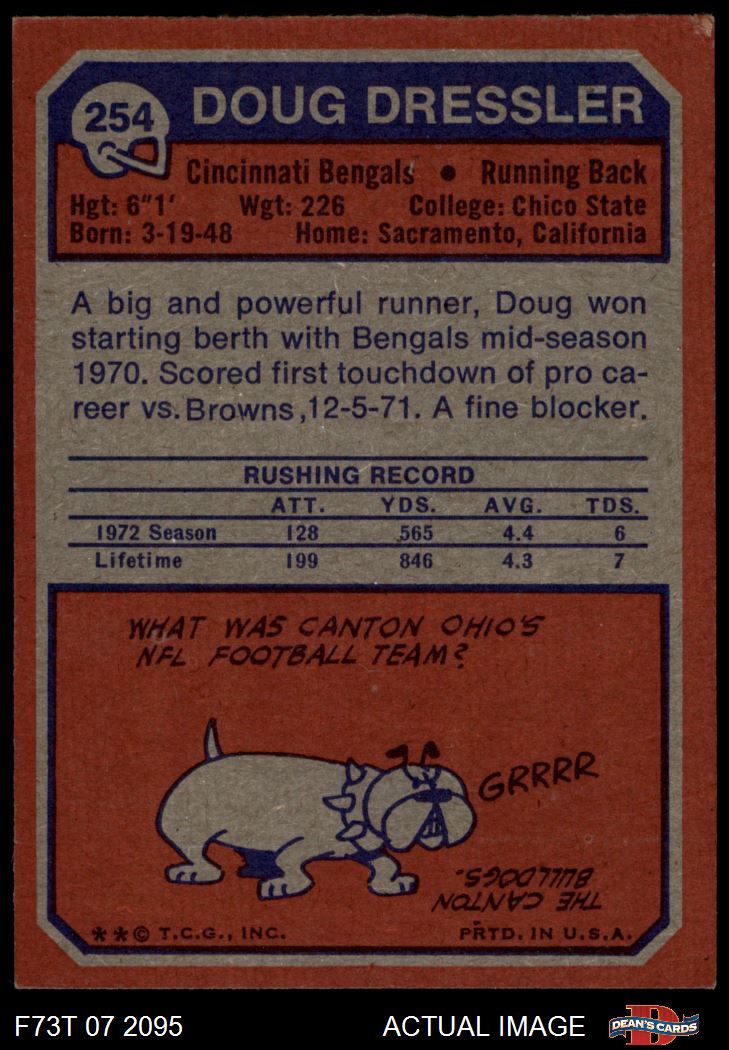 254 DOUG DRESSLER
Cincinnati Bengals ● Running Back
Hgt: 6"1' Wgt: 226 College: Chico State
Born: 3-19-48 Home: Sacramento, California
A big and powerful runner, Doug won
starting berth with Bengals mid-season
1970. Scored first touchdown of pro ca-
reer vs. Browns, 12-5-71. A fine blocker.
RUSHING RECORD
ATT. YDS. AVG. TDS.
1972 Season 128 565 4.4 6
Lifetime 199 846 4.3 7
WHAT WAS CANTON OHIO'S
NFL FOOTBALL TEAM?
GRRRR
THE CANTON
BULLDOGS.
**© T.C.G., INC. PRTD. IN U.S.A.
F73T 07 2095 ACTUAL IMAGE D DEAN'S CARDS